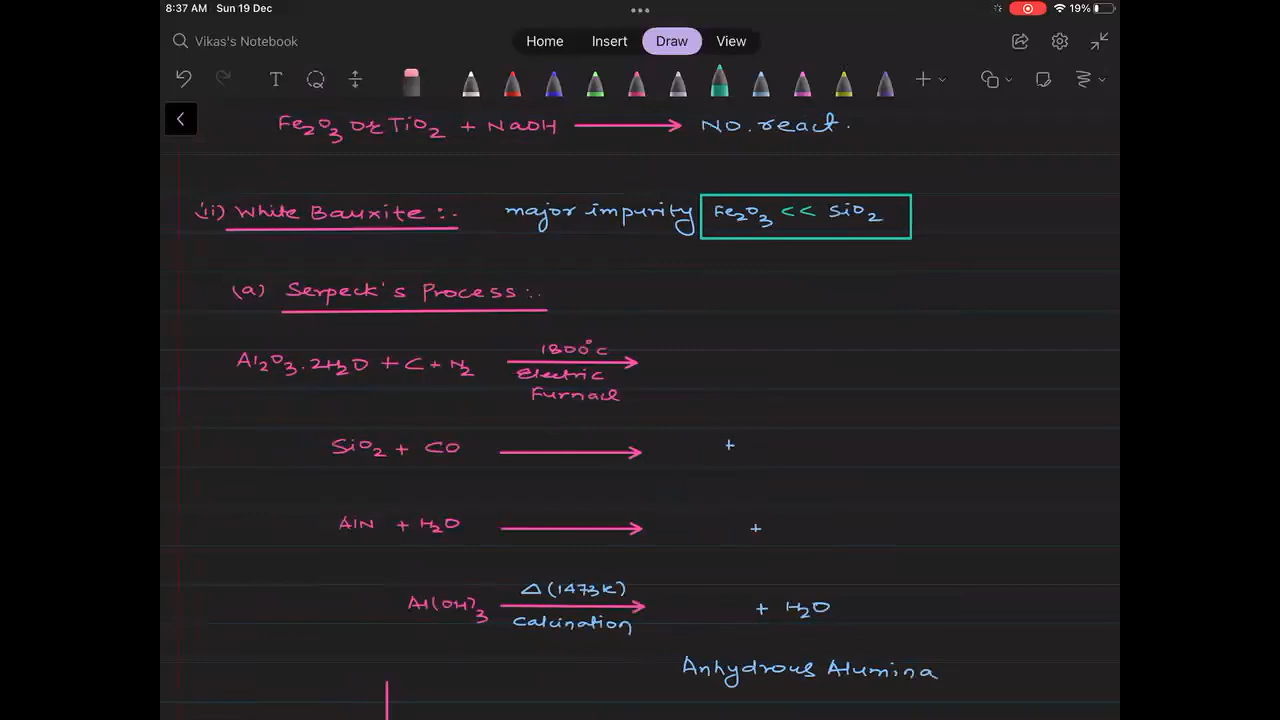 8:37 AM Sun 19 Dec
19%
Vikas's Notebook
Home Insert Draw View
Fe₂O₃ or TiO₂ + NaOH ⟶ NO. react.
(ii) White Bauxite :- major impurity Fe₂O₃ << SiO₂
(a) Serpeck's Process :-
Al₂O₃.2H₂O + C + N₂ ⟶ 1800°C
Electric
Furnace
SiO₂ + CO ⟶ +
AlN + H₂O ⟶ +
Δ(1473K)
Al(OH)₃ ⟶ + H₂O
Calcination
Anhydrous Alumina